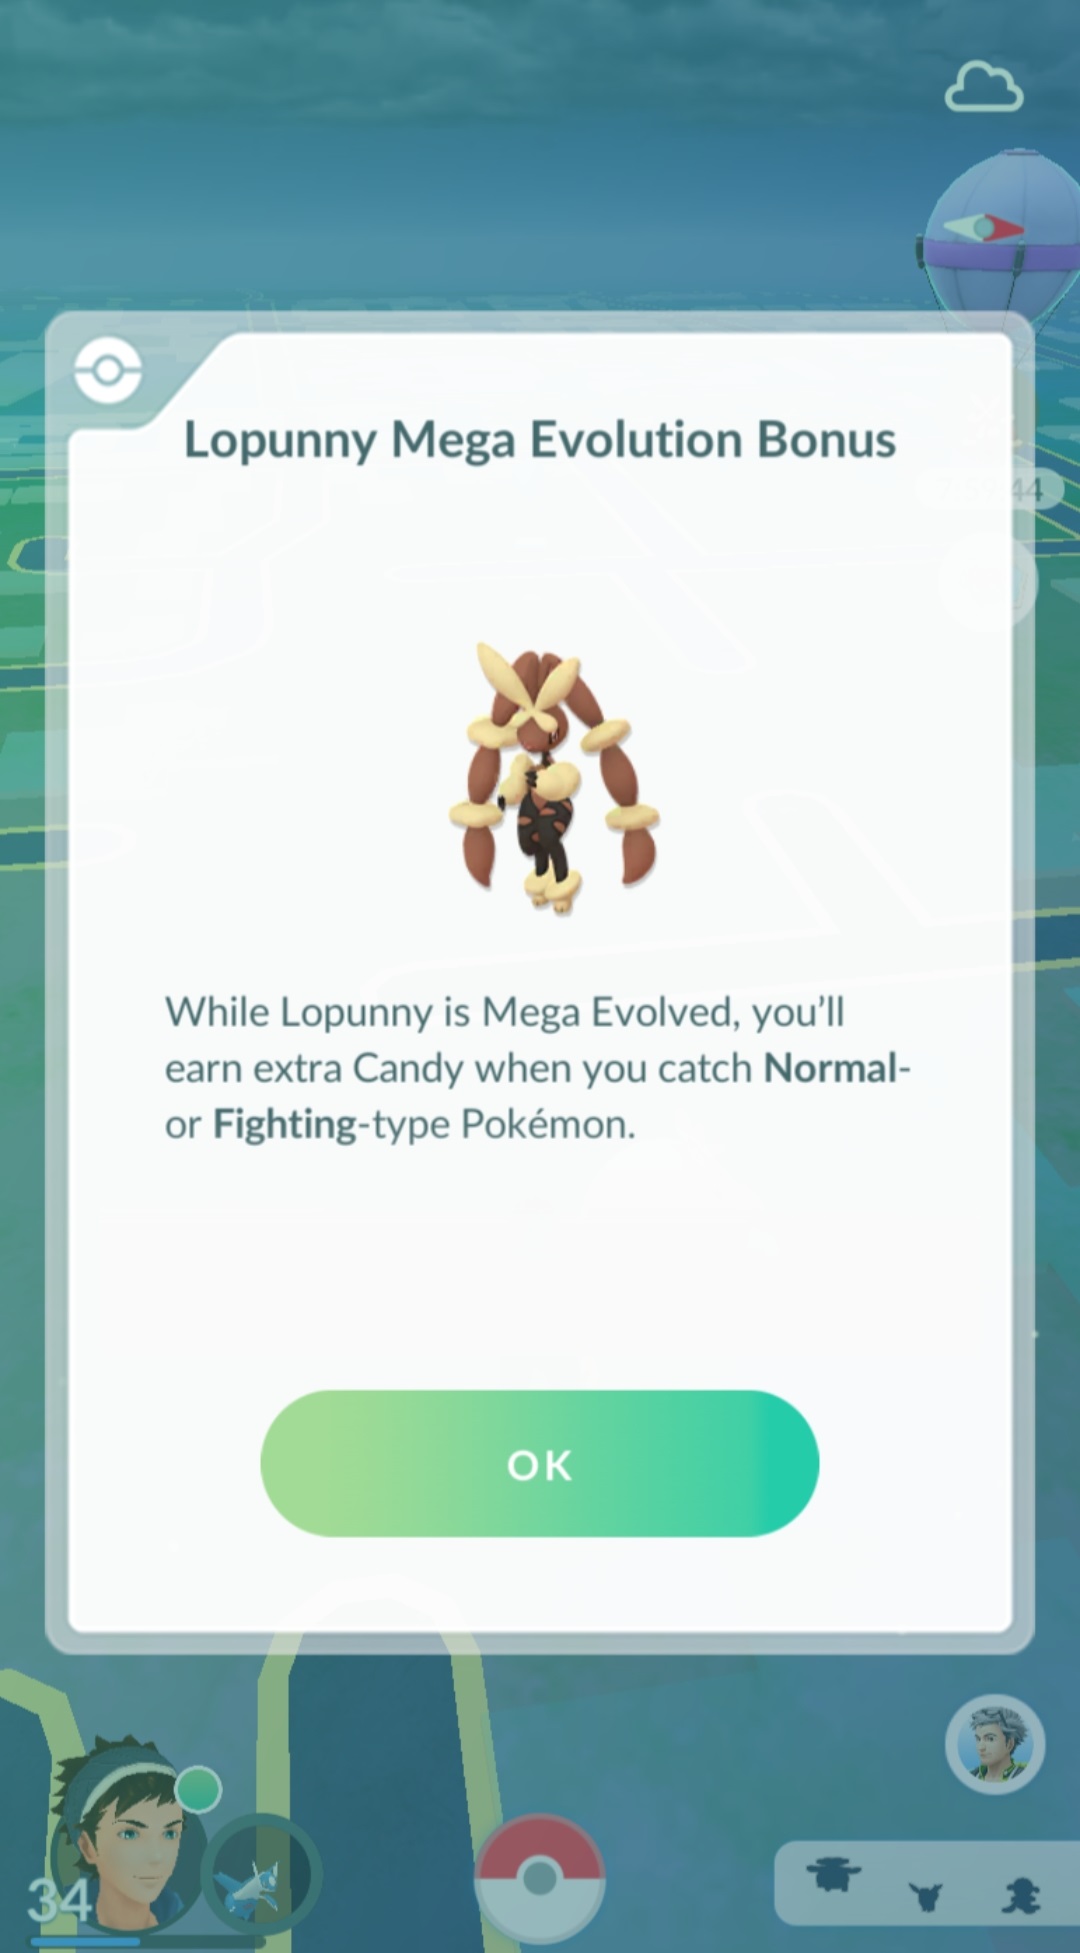 Lopunny Mega Evolution Bonus
44
While Lopunny is Mega Evolved, you'll
earn extra Candy when you catch Normal-
or Fighting-type Pokémon.
OK
34